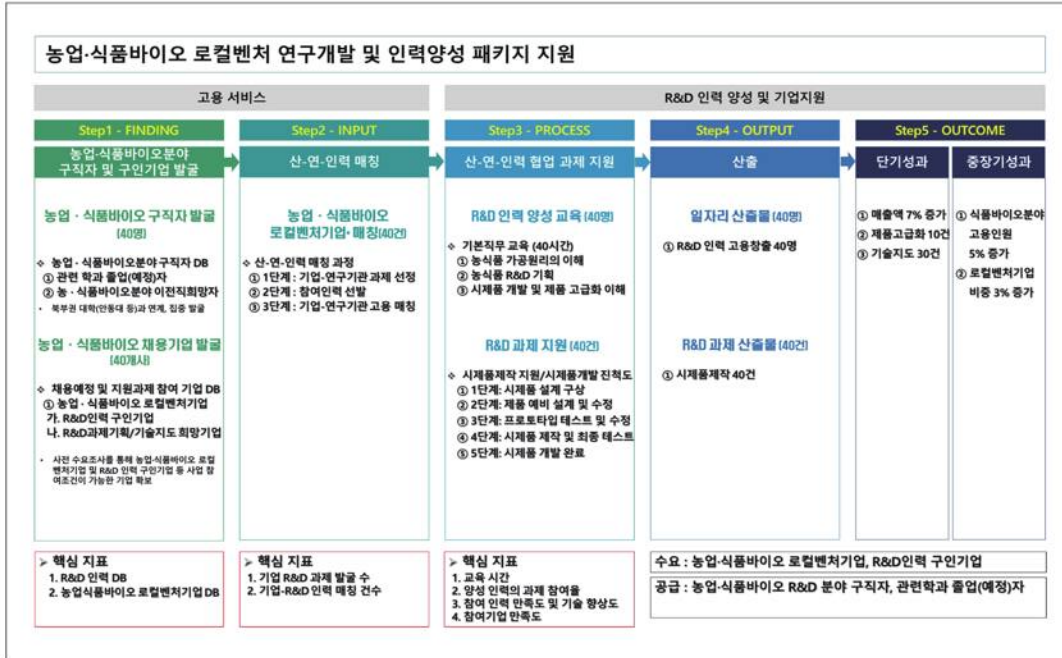 농업·식품바이오 로컬벤처 연구개발 및 인력양성 패키지 지원
고용 서비스
R&D 인력 양성 및 기업지원
Step1 - FINDING
농업·식품바이오분야
구직자 및 구인기업 발굴
농업·식품바이오 구직자 발굴
(40명)
❖ 농업·식품바이오분야 구직자 DB
① 관련 학과 졸업(예정)자
② 농·식품바이오분야 이전직희망자
• 북부권 대학(안동대 등)과 연계, 집중 발굴
농업·식품바이오 채용기업 발굴
(40개사)
❖ 채용예정 및 지원과제 참여 기업 DB
① 농업·식품바이오 로컬벤처기업
가. R&D인력 구인기업
나. R&D과제기획/기술지도 희망기업
• 사전 수요조사를 통해 농업·식품바이오 로컬
벤처기업 및 R&D 인력 구인기업 등 사업 참
여조건이 가능한 기업 확보
➢ 핵심 지표
1. R&D 인력 DB
2. 농업식품바이오 로컬벤처기업 DB
Step2 - INPUT
산-연-인력 매칭
농업·식품바이오
로컬벤처기업·매칭(40건)
❖ 산-연-인력 매칭 과정
① 1단계 : 기업-연구기관 과제 선정
② 2단계 : 참여인력 선발
③ 3단계 : 기업-연구기관 고용 매칭
➢ 핵심 지표
1. 기업 R&D 과제 발굴 수
2. 기업-R&D 인력 매칭 건수
Step3 - PROCESS
산-연-인력 협업 과제 지원
R&D 인력 양성 교육(40명)
❖ 기본직무 교육 (40시간)
① 농식품 가공원리의 이해
② 농식품 R&D 기획
③ 시제품 개발 및 제품 고급화 이해
R&D 과제 지원(40건)
❖ 시제품제작 지원/시제품개발 진척도
① 1단계: 시제품 설계 구상
② 2단계: 제품 예비 설계 및 수정
③ 3단계: 프로토타입 테스트 및 수정
④ 4단계: 시제품 제작 및 최종 테스트
⑤ 5단계: 시제품 개발 완료
➢ 핵심 지표
1. 교육 시간
2. 양성 인력의 과제 참여율
3. 참여 인력 만족도 및 기술 향상도
4. 참여기업 만족도
Step4 - OUTPUT
산출
일자리 산출물(40명)
① R&D 인력 고용창출 40명
R&D 과제 산출물(40건)
① 시제품제작 40건
Step5 - OUTCOME
단기성과
① 매출액 7% 증가
② 제품고급화 10건
③ 기술지도 30건
중장기성과
① 식품바이오분야
고용인원
5% 증가
② 로컬벤처기업
비중 3% 증가
수요 : 농업·식품바이오 로컬벤처기업, R&D인력 구인기업
공급 : 농업·식품바이오 R&D 분야 구직자, 관련학과 졸업(예정)자